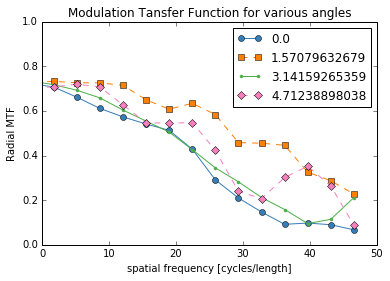 Modulation Tansfer Function for various angles
1.0
0.8
0.6
0.4
0.2
0.0
Radial MTF
0.0
1.57079632679
3.14159265359
4.71238898038
0 10 20 30 40 50
spatial frequency [cycles/length]